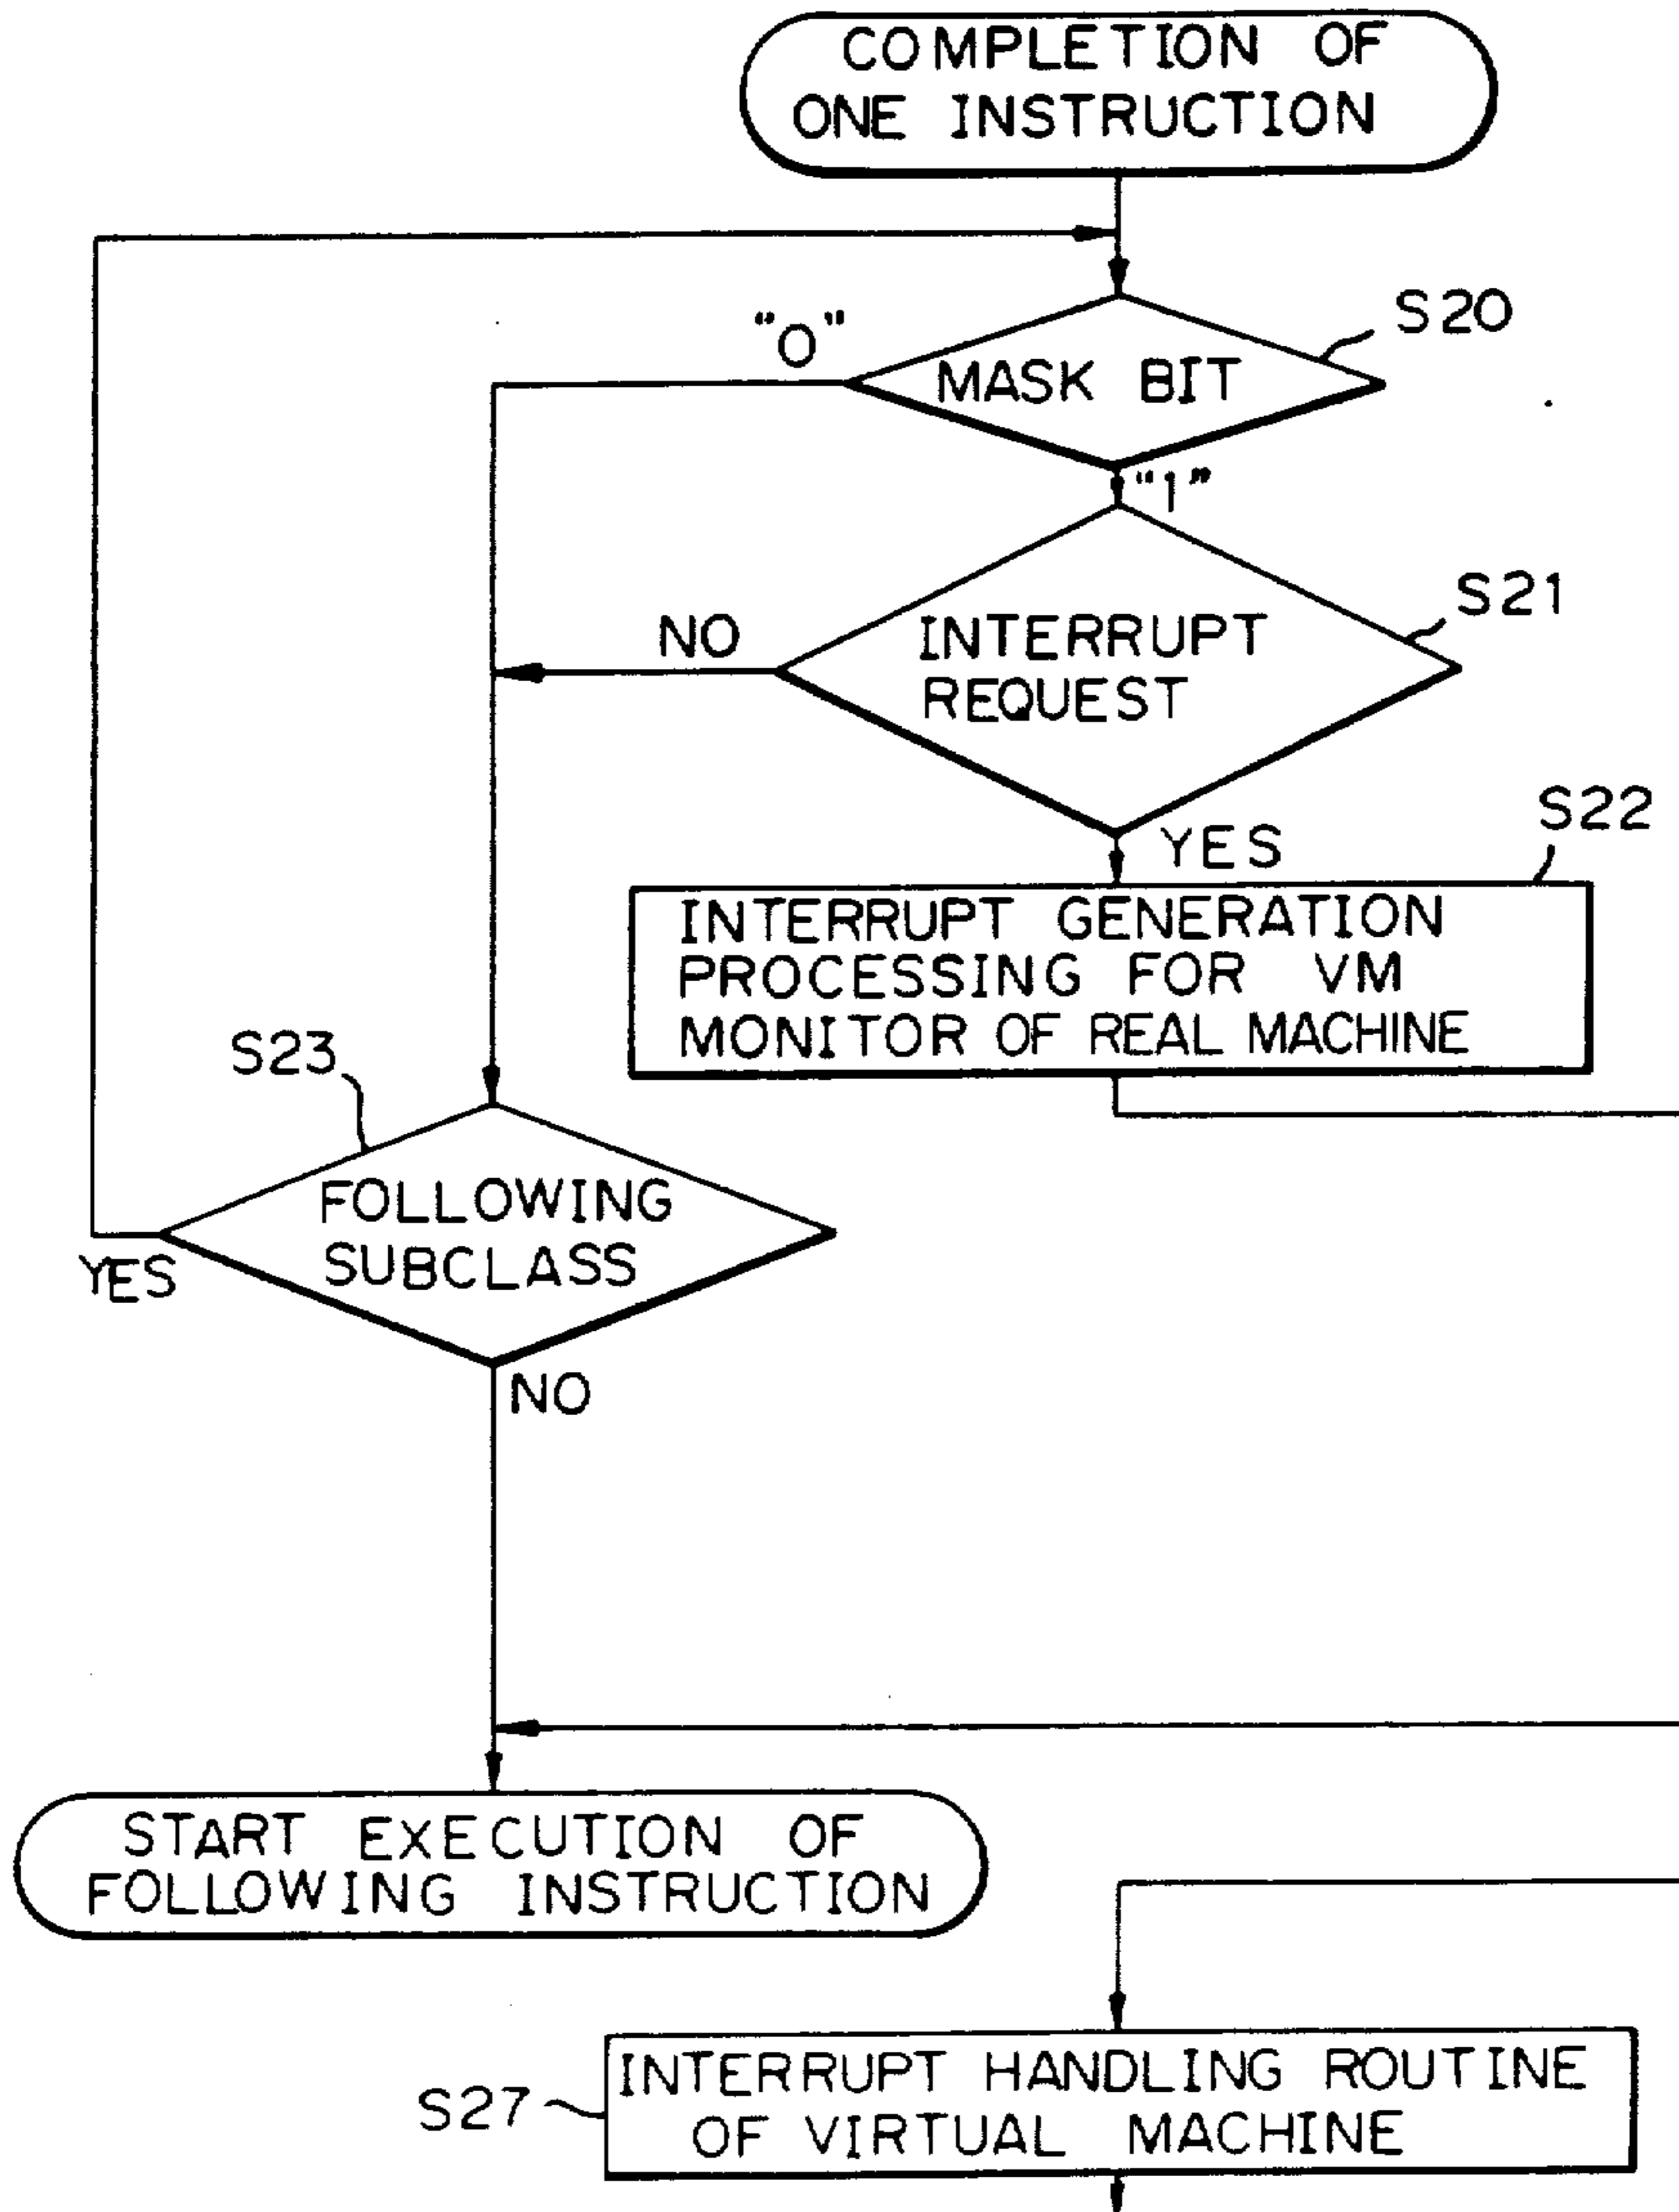 COMPLETION OF
ONE INSTRUCTION
"0"
S20
MASK BIT
"1"
S21
NO
INTERRUPT
REQUEST
S22
YES
INTERRUPT GENERATION
PROCESSING FOR VM
MONITOR OF REAL MACHINE
S23
FOLLOWING
SUBCLASS
YES
NO
START EXECUTION OF
FOLLOWING INSTRUCTION
INTERRUPT HANDLING ROUTINE
OF VIRTUAL MACHINE
S27